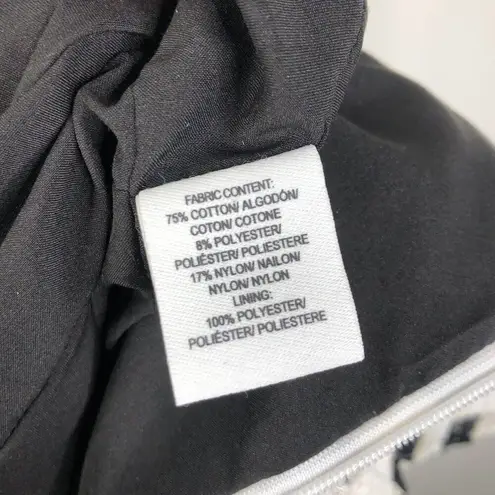 FABRIC CONTENT:
75% COTTON/ ALGODÓN/
COTON/ COTONE
8% POLYESTER/
POLIÉSTER/ POLIESTERE
17% NYLON/ NAILON/
NYLON/ NYLON
LINING:
100% POLYESTER/
POLIÉSTER/ POLIESTERE